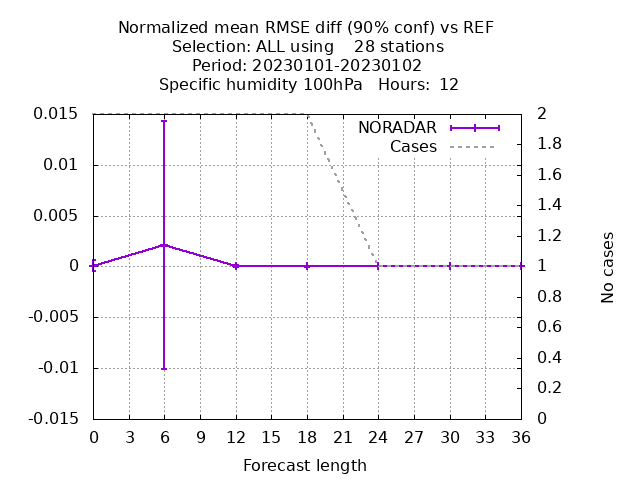 Normalized mean RMSE diff (90% conf) vs REF
Selection: ALL using    28 stations
Period: 20230101-20230102
Specific humidity 100hPa   Hours:  12
NORADAR
Cases
0.015
0.01
0.005
0
-0.005
-0.01
-0.015
2
1.8
1.6
1.4
1.2
1
0.8
0.6
0.4
0.2
0
No cases
0 3 6 9 12 15 18 21 24 27 30 33 36
Forecast length